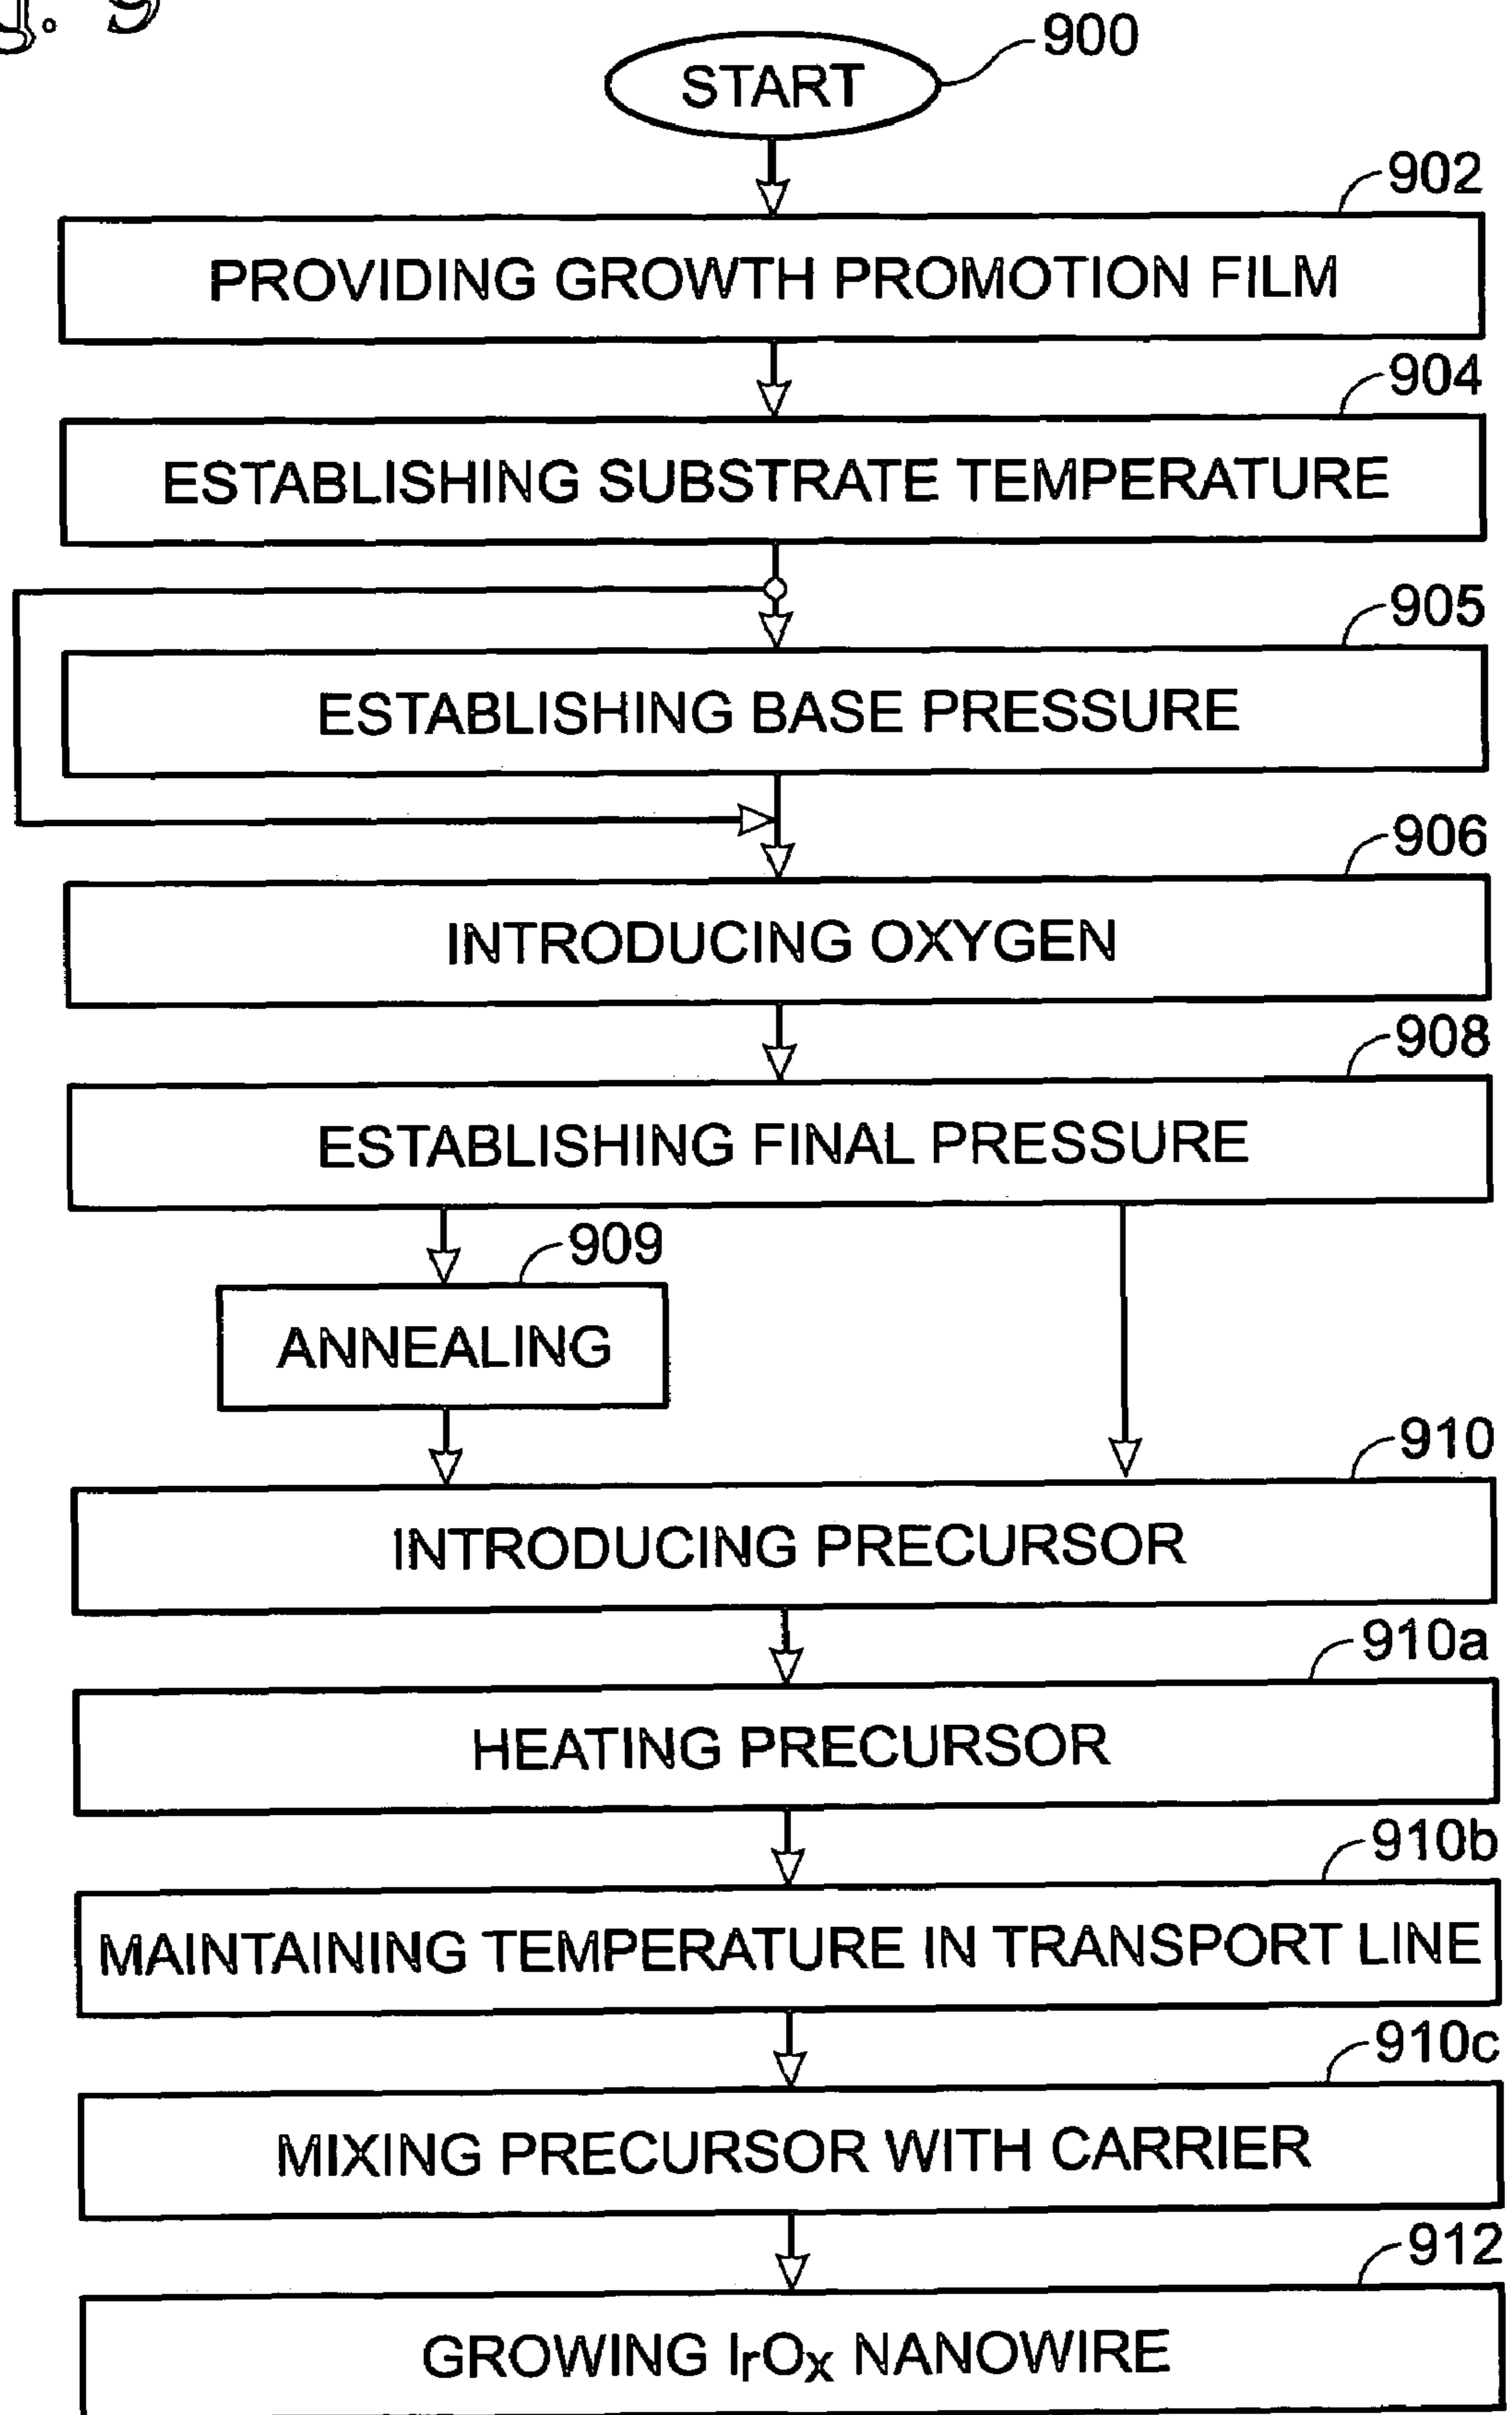 g. 9
START
900
902
PROVIDING GROWTH PROMOTION FILM
904
ESTABLISHING SUBSTRATE TEMPERATURE
905
ESTABLISHING BASE PRESSURE
906
INTRODUCING OXYGEN
908
ESTABLISHING FINAL PRESSURE
909
ANNEALING
910
INTRODUCING PRECURSOR
910a
HEATING PRECURSOR
910b
MAINTAINING TEMPERATURE IN TRANSPORT LINE
910c
MIXING PRECURSOR WITH CARRIER
912
GROWING IrOx NANOWIRE